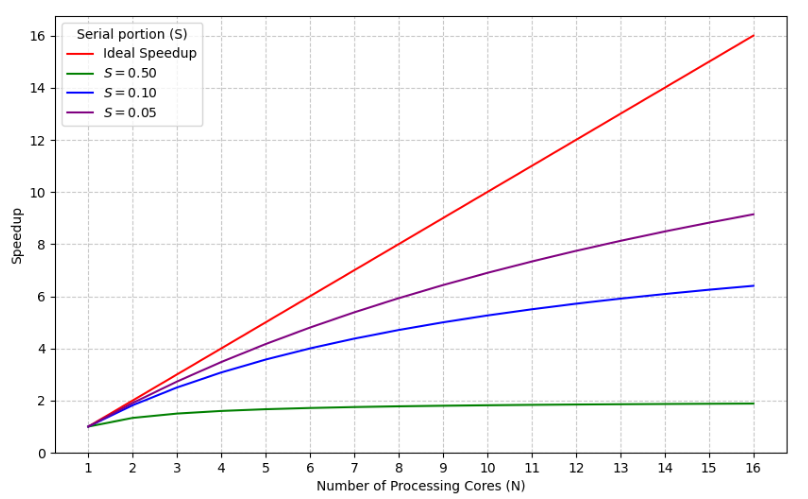 Serial portion (S)
Ideal Speedup
S = 0.50
S = 0.10
S = 0.05
Speedup
16
14
12
10
8
6
4
2
0
1 2 3 4 5 6 7 8 9 10 11 12 13 14 15 16
Number of Processing Cores (N)